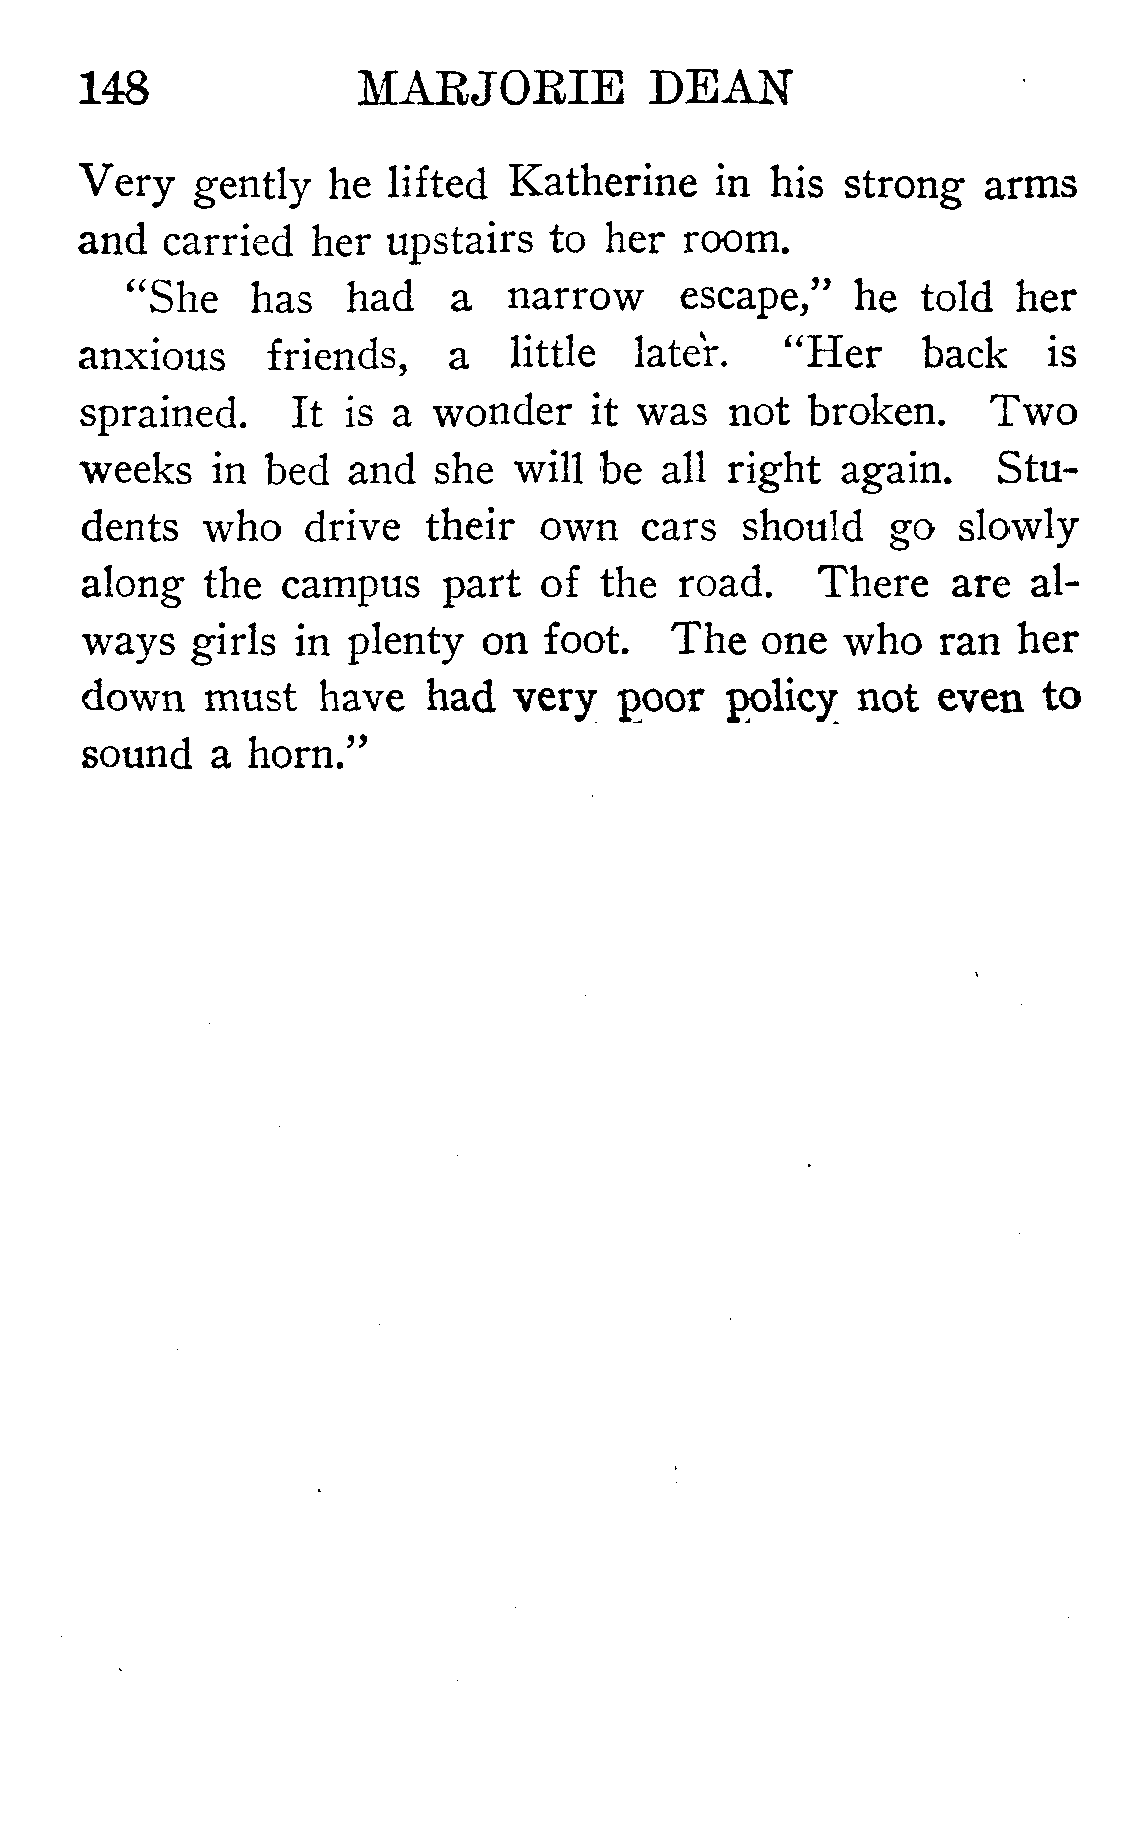 148 MARJORIE DEAN
Very gently he lifted Katherine in his strong arms
and carried her upstairs to her room.
“She has had a narrow escape,” he told her
anxious friends, a little later. “Her back is
sprained. It is a wonder it was not broken. Two
weeks in bed and she will be all right again. Stu-
dents who drive their own cars should go slowly
along the campus part of the road. There are al-
ways girls in plenty on foot. The one who ran her
down must have had very poor policy not even to
sound a horn.”